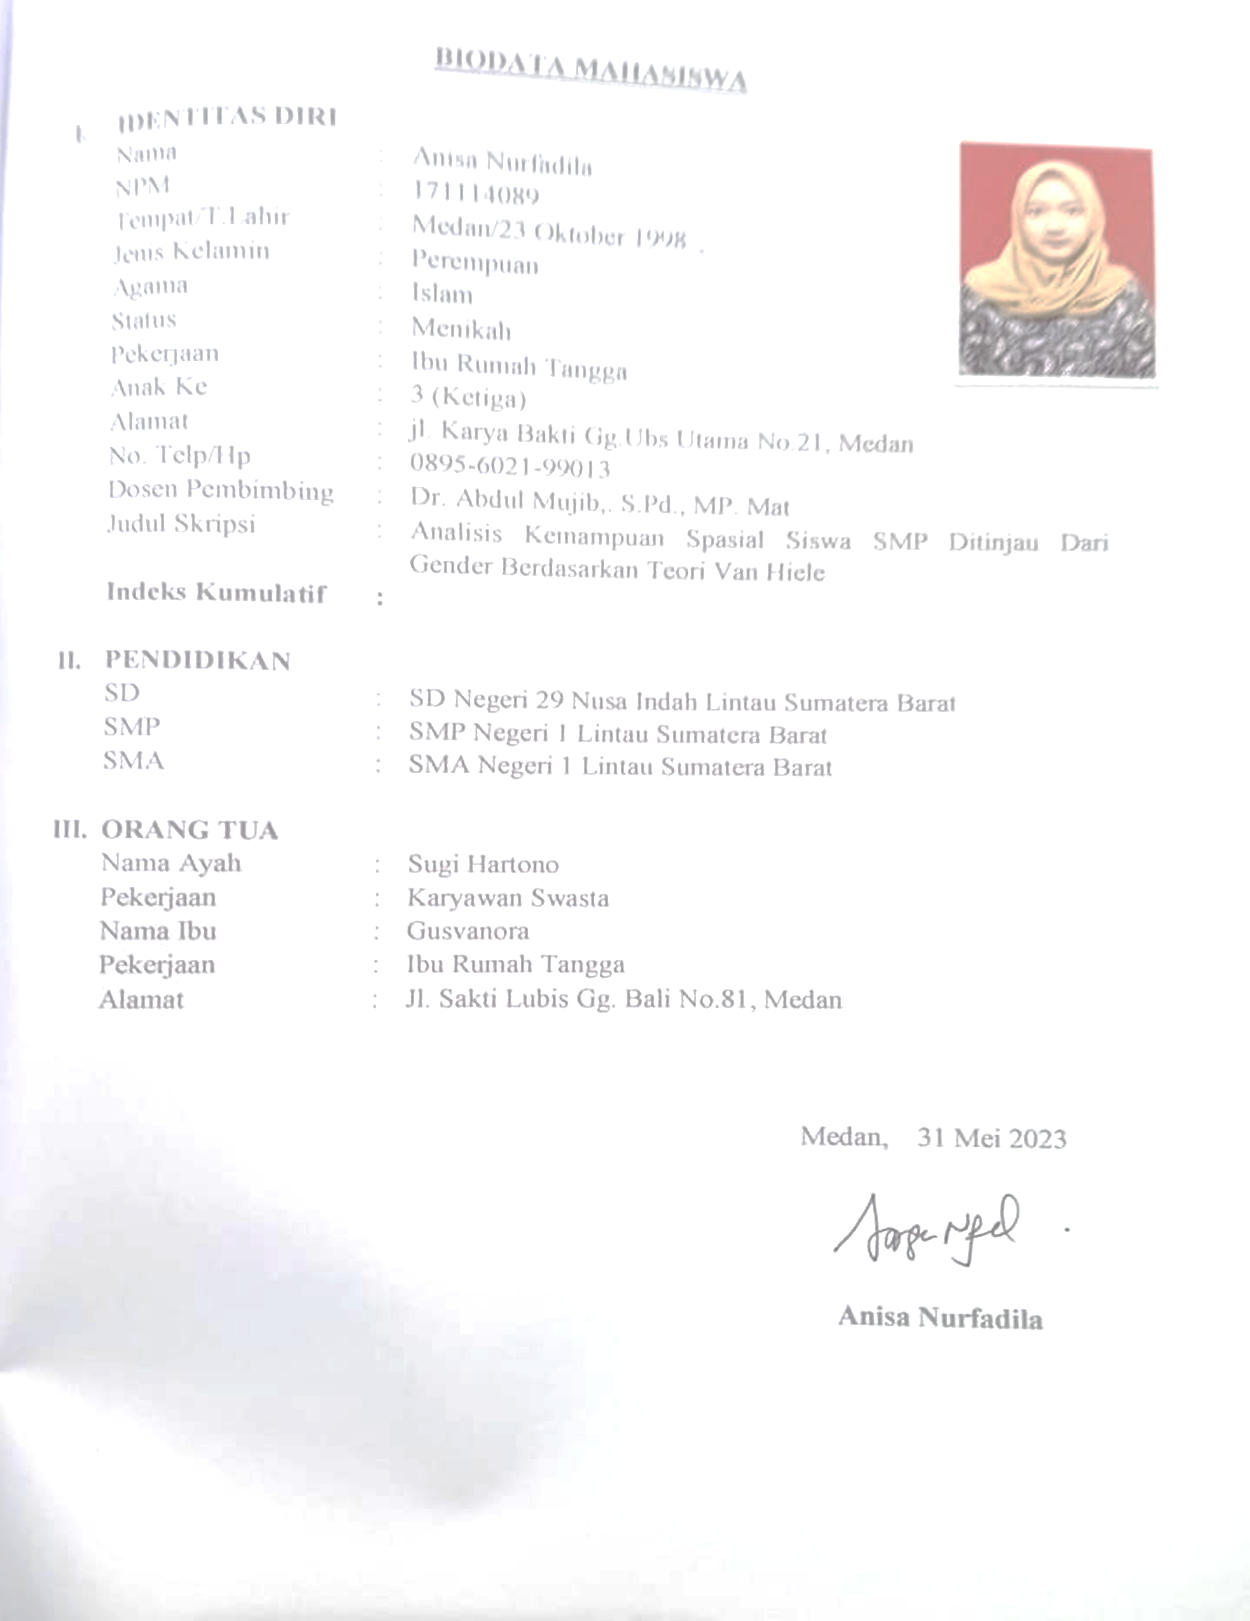 BIODATA MAHASISWA
I. IDENTITAS DIRI
Nama : Anisa Nurfadila
NPM : 171114089
Tempat/T.Lahir : Medan/23 Oktober 1998
Jenis Kelamin : Perempuan
Agama : Islam
Status : Menikah
Pekerjaan : Ibu Rumah Tangga
Anak Ke : 3 (Ketiga)
Alamat : jl. Karya Bakti Gg.Ubs Utama No.21, Medan
No. Telp/Hp : 0895-6021-99013
Dosen Pembimbing : Dr. Abdul Mujib,. S.Pd., MP. Mat
Judul Skripsi : Analisis Kemampuan Spasial Siswa SMP Ditinjau Dari
Gender Berdasarkan Teori Van Hiele
Indeks Kumulatif :
II. PENDIDIKAN
SD : SD Negeri 29 Nusa Indah Lintau Sumatera Barat
SMP : SMP Negeri 1 Lintau Sumatera Barat
SMA : SMA Negeri 1 Lintau Sumatera Barat
III. ORANG TUA
Nama Ayah : Sugi Hartono
Pekerjaan : Karyawan Swasta
Nama Ibu : Gusvanora
Pekerjaan : Ibu Rumah Tangga
Alamat : Jl. Sakti Lubis Gg. Bali No.81, Medan
Medan, 31 Mei 2023
Anisa Nurfadila